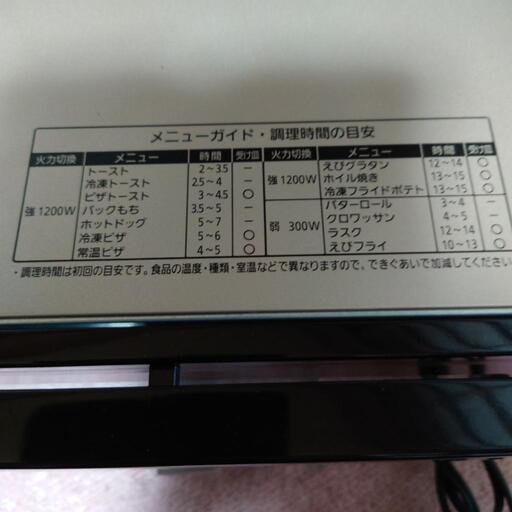 メニューガイド・調理時間の目安
火力切換 メニュー 時間 受け皿 火力切換 メニュー 時間 受け皿
強1200W
トースト 2～3.5 －
冷凍トースト 2.5～4 －
ピザトースト 3～4.5 ○
パックもち 3.5～5 －
ホットドッグ 5～7 －
冷凍ピザ 5～6 ○
常温ピザ 4～5 ○
強1200W
えびグラタン 12～14 ○
ホイル焼き 13～15 ○
冷凍フライドポテト 13～15 ○
弱 300W
バターロール 3～4 －
クロワッサン 4～5 －
ラスク 12～14 ○
えびフライ 10～13 ○
・調理時間は初回の目安です。食品の温度・種類・室温などで異なりますので、できぐあいで加減してください